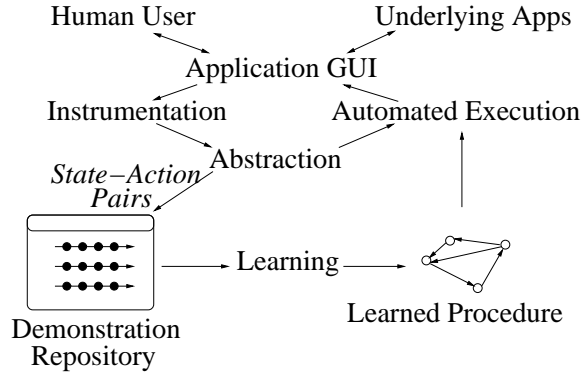 Human User
Underlying Apps
Application GUI
Instrumentation
Automated Execution
Abstraction
State−Action
Pairs
Learning
Learned Procedure
Demonstration
Repository